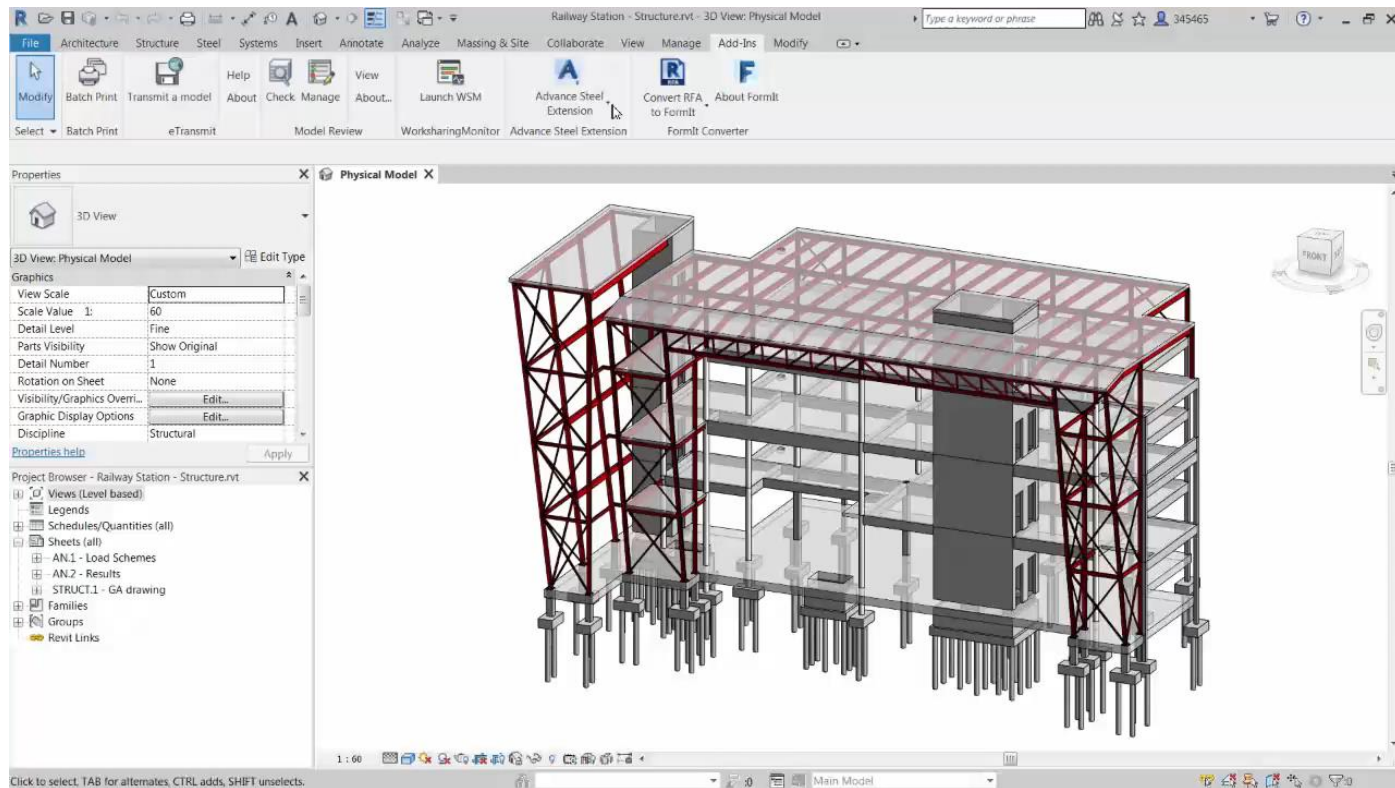 Railway Station - Structure.rvt - 3D View: Physical Model
Type a keyword or phrase
345465
File Architecture Structure Steel Systems Insert Annotate Analyze Massing & Site Collaborate View Manage Add-Ins Modify
Modify Batch Print Transmit a model Help About Check Manage View About... Launch WSM Advance Steel Extension Convert RFA to FormIt About FormIt
Select Batch Print eTransmit Model Review WorksharingMonitor Advance Steel Extension FormIt Converter
Properties
Physical Model
3D View
3D View: Physical Model Edit Type
Graphics
View Scale Custom
Scale Value 1: 60
Detail Level Fine
Parts Visibility Show Original
Detail Number 1
Rotation on Sheet None
Visibility/Graphics Overri... Edit...
Graphic Display Options Edit...
Discipline Structural
Properties help Apply
Project Browser - Railway Station - Structure.rvt
Views (Level based)
Legends
Schedules/Quantities (all)
Sheets (all)
AN.1 - Load Schemes
AN.2 - Results
STRUCT.1 - GA drawing
Families
Groups
Revit Links
FRONT
1 : 60
Click to select, TAB for alternates, CTRL adds, SHIFT unselects.
:0
Main Model
:0